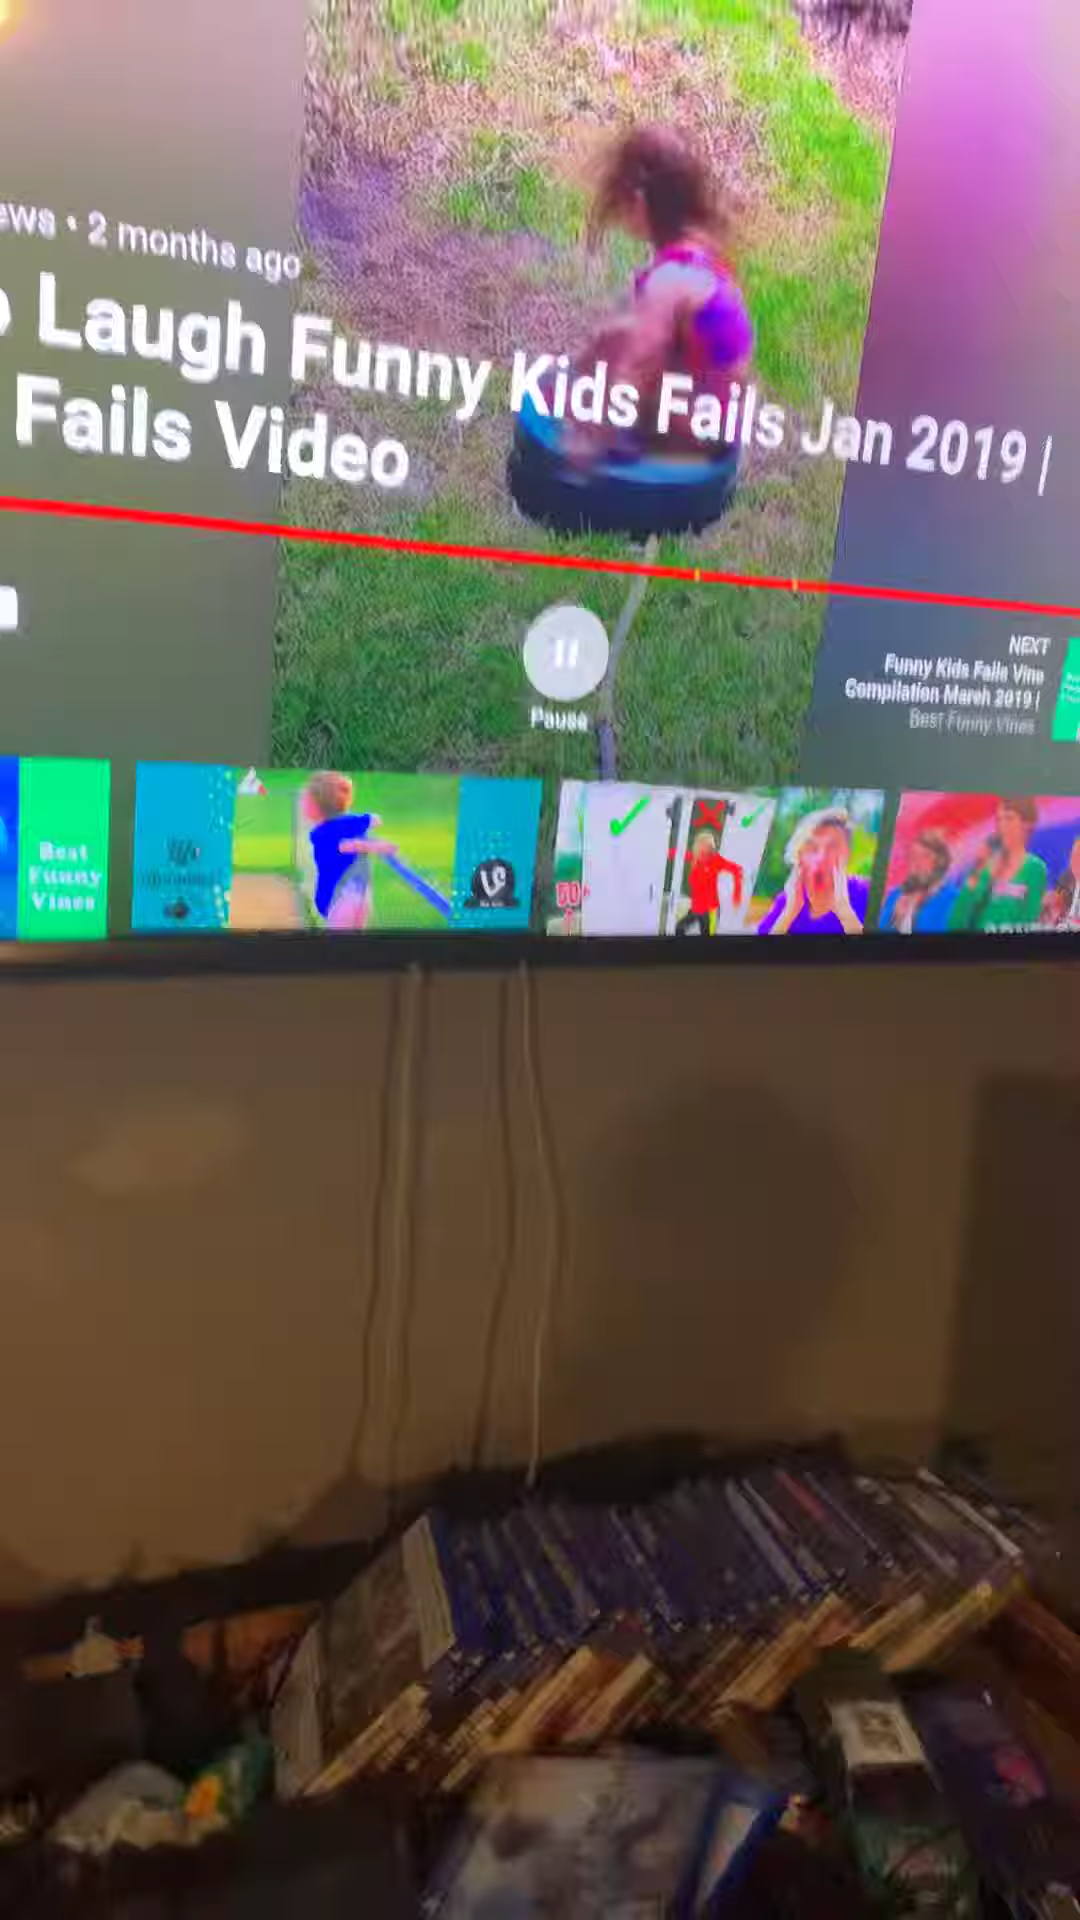 ews • 2 months ago
o Laugh Funny Kids Fails Jan 2019 |
Fails Video
Pause
NEXT
Funny Kids Fails Vine
Compilation March 2019 |
Best Funny Vines
Best
Funny
Vines
50